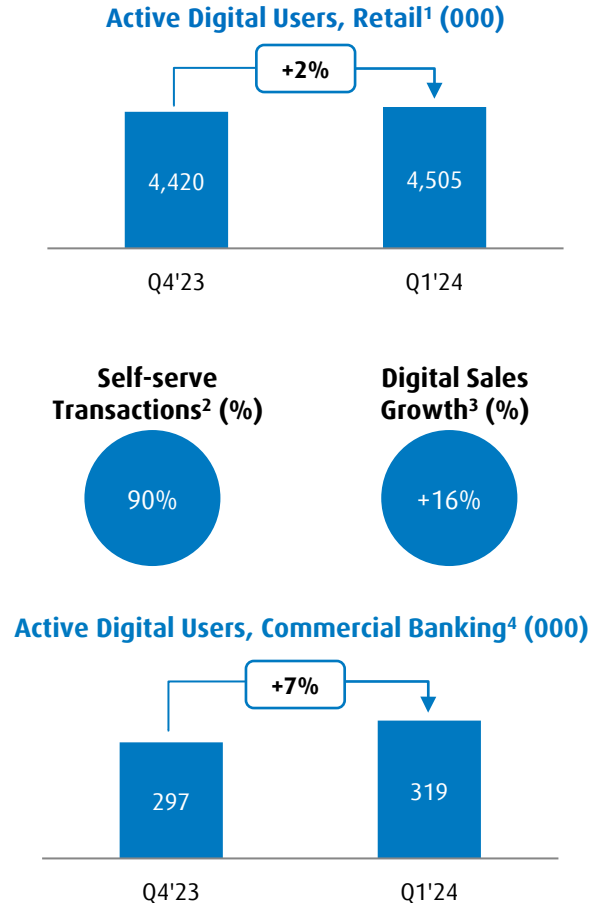 Active Digital Users, Retail¹ (000)
+2%
4,420
4,505
Q4'23
Q1'24
Self-serve
Transactions² (%)
Digital Sales
Growth³ (%)
90%
+16%
Active Digital Users, Commercial Banking⁴ (000)
+7%
297
319
Q4'23
Q1'24